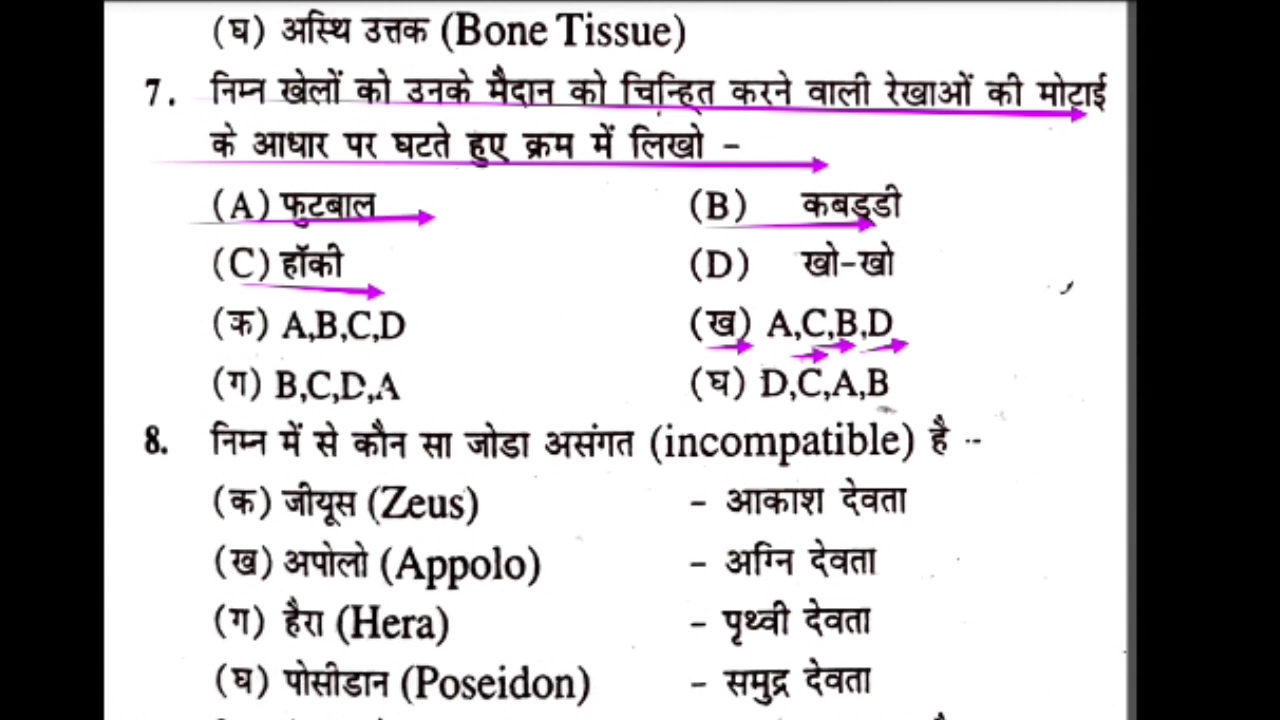 (घ) अस्थि उत्तक (Bone Tissue)
7. निम्न खेलों को उनके मैदान को चिन्हित करने वाली रेखाओं की मोटाई
के आधार पर घटते हुए क्रम में लिखो -
(A) फुटबाल (B) कबड्डी
(C) हॉकी (D) खो-खो
(क) A,B,C,D (ख) A,C,B,D
(ग) B,C,D,A (घ) D,C,A,B
8. निम्न में से कौन सा जोडा असंगत (incompatible) है --
(क) जीयूस (Zeus) - आकाश देवता
(ख) अपोलो (Appolo) - अग्नि देवता
(ग) हैरा (Hera) - पृथ्वी देवता
(घ) पोसीडान (Poseidon) - समुद्र देवता